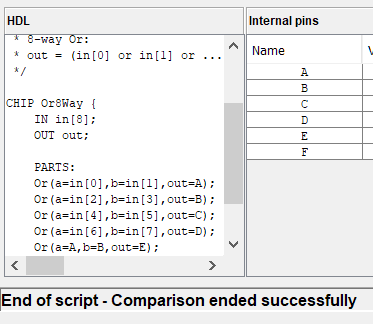 HDL
* 8-way Or:
* out = (in[0] or in[1] or ...
*/
CHIP Or8Way {
IN in[8];
OUT out;
PARTS:
Or(a=in[0],b=in[1],out=A);
Or(a=in[2],b=in[3],out=B);
Or(a=in[4],b=in[5],out=C);
Or(a=in[6],b=in[7],out=D);
Or(a=A,b=B,out=E);
Internal pins
Name
A
B
C
D
E
F
End of script - Comparison ended successfully